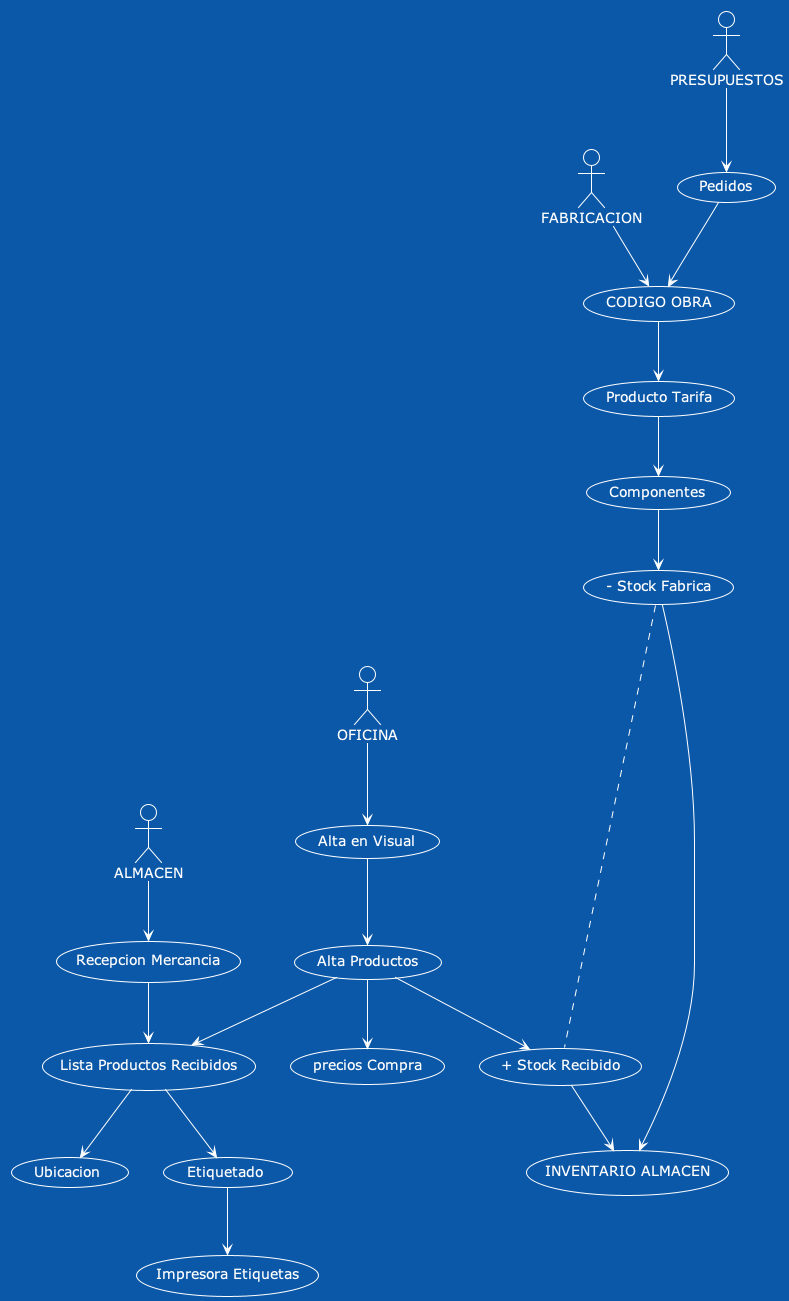 PRESUPUESTOS
Pedidos
FABRICACION
CODIGO OBRA
Producto Tarifa
Componentes
- Stock Fabrica
OFICINA
Alta en Visual
ALMACEN
Recepcion Mercancia
Alta Productos
Lista Productos Recibidos
precios Compra
+ Stock Recibido
Ubicacion
Etiquetado
INVENTARIO ALMACEN
Impresora Etiquetas